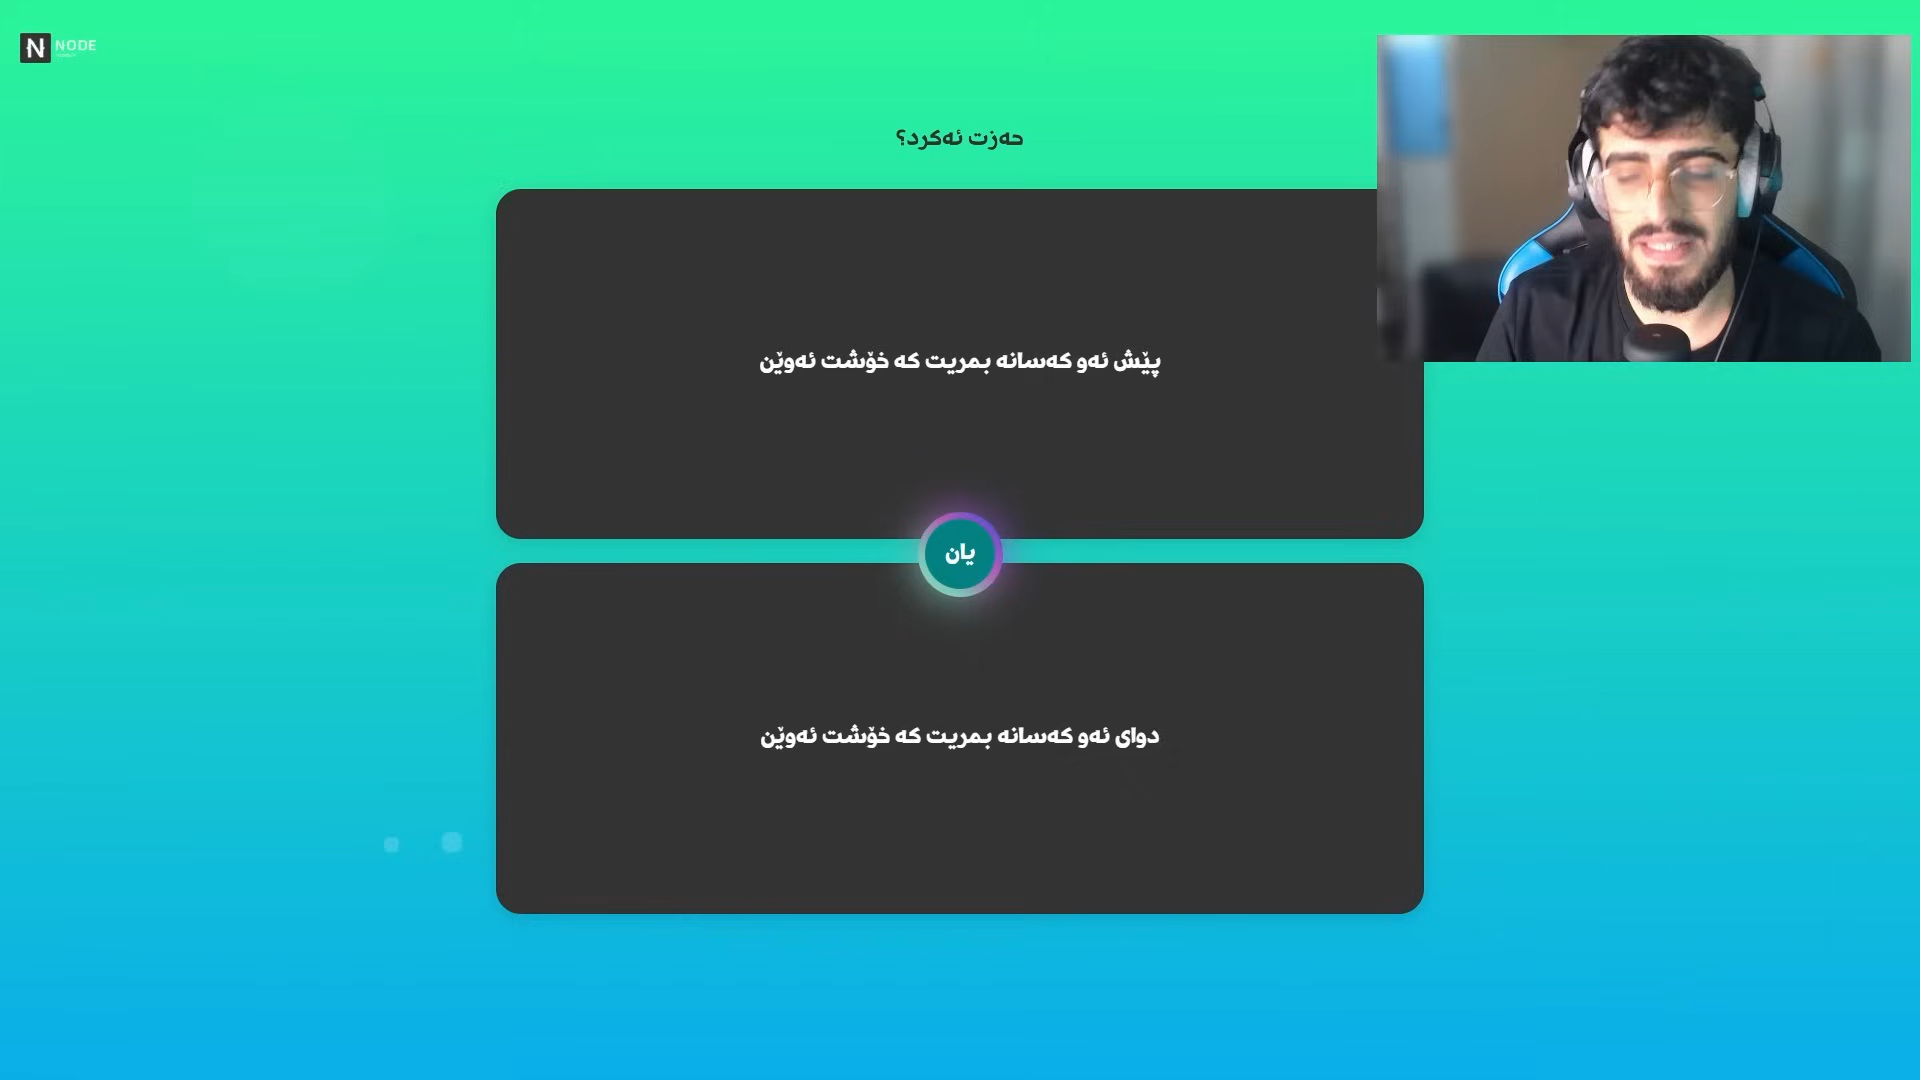 NODE
حەزت ئەکرد؟
پێش ئەو کەسانە بمریت کە خۆشت ئەوێن
یان
دوای ئەو کەسانە بمریت کە خۆشت ئەوێن